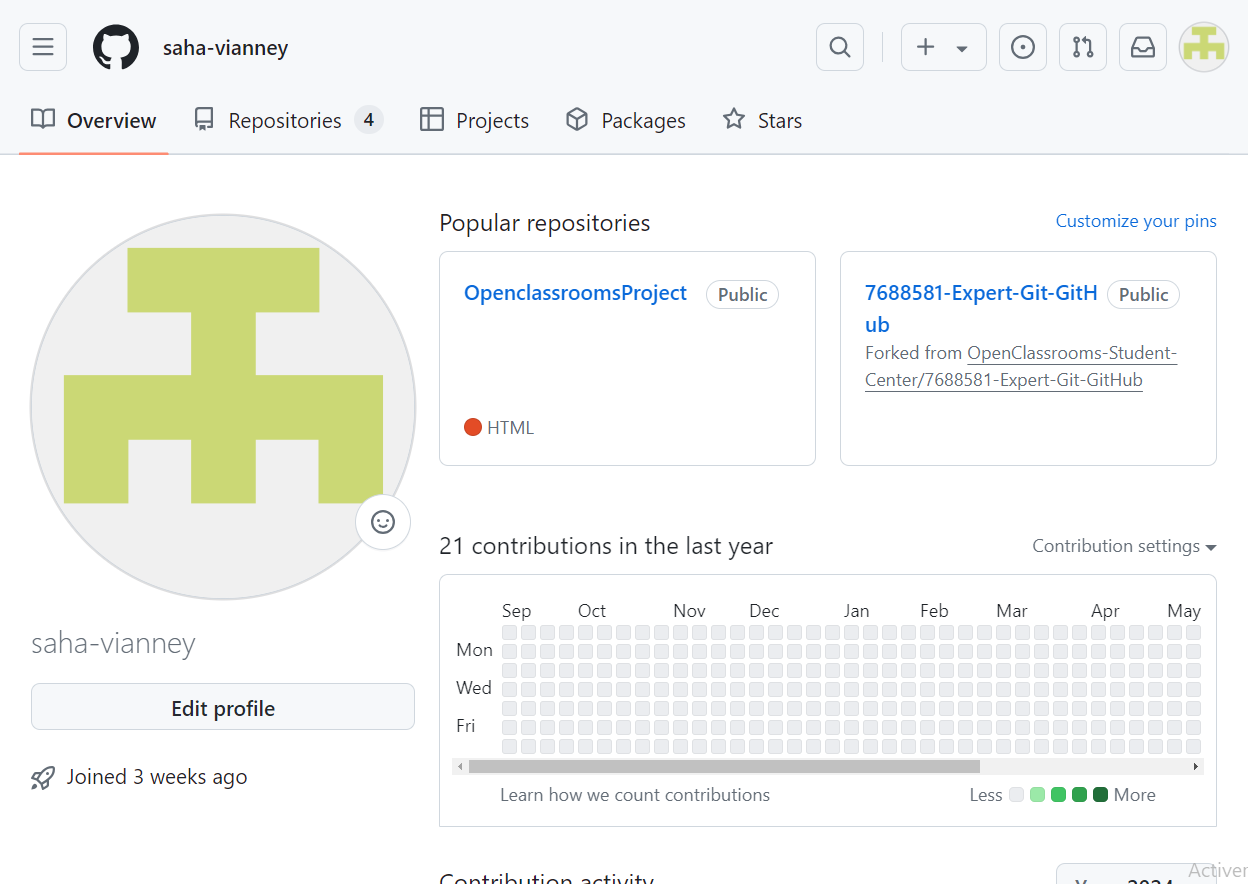 saha-vianney
Overview Repositories 4 Projects Packages Stars
Popular repositories
Customize your pins
OpenclassroomsProject Public
HTML
7688581-Expert-Git-GitH Public
ub
Forked from OpenClassrooms-Student-
Center/7688581-Expert-Git-GitHub
21 contributions in the last year
Contribution settings
Sep Oct Nov Dec Jan Feb Mar Apr May
Mon
Wed
Fri
Learn how we count contributions
Less More
saha-vianney
Edit profile
Joined 3 weeks ago
Contribution activity
2024
Activer